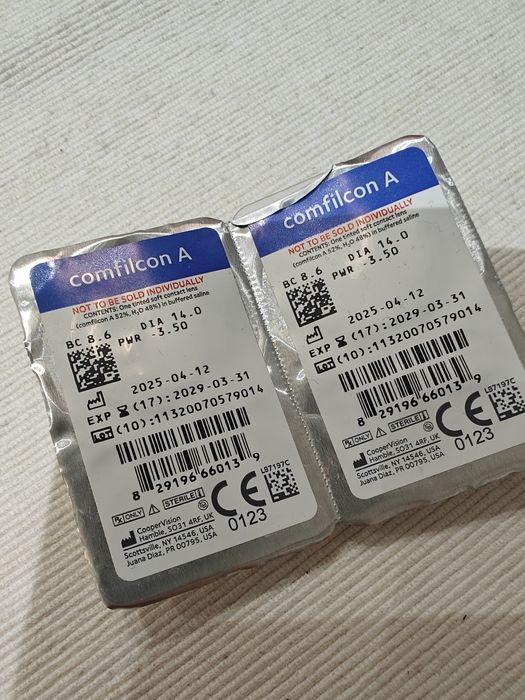 comfilcon A
NOT TO BE SOLD INDIVIDUALLY
CONTENTS: One tinted soft contact lens
(comfilcon A 52%, H₂O 48%) in buffered saline
BC 8.6 DIA 14.0
PWR -3.50
2025-04-12
EXP (17): 2029-03-31
LOT (10): 11320070579014
8 29196 66013 9
L87197C
Rx ONLY STERILE
CE 0123
CooperVision
Hamble, SO31 4RF, UK
Scottsville, NY 14546, USA
Juana Diaz, PR 00795, USA
comfilcon A
NOT TO BE SOLD INDIVIDUALLY
CONTENTS: One tinted soft contact lens
(comfilcon A 52%, H₂O 48%) in buffered saline
BC 8.6 DIA 14.0
PWR -3.50
2025-04-12
EXP (17): 2029-03-31
LOT (10): 11320070579014
8 29196 66013 9
L87197C
Rx ONLY STERILE
CE 0123
CooperVision
Hamble, SO31 4RF, UK
Scottsville, NY 14546, USA
Juana Diaz, PR 00795, USA